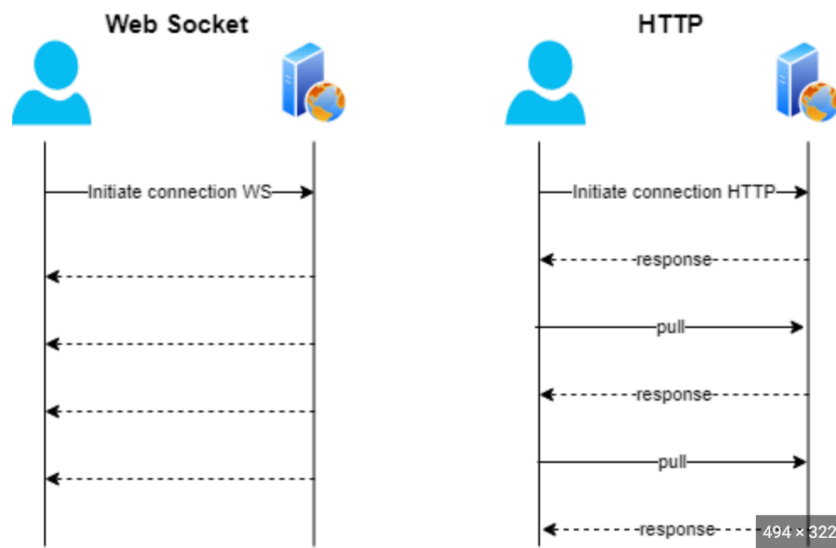 Web Socket
HTTP
Initiate connection WS
Initiate connection HTTP
response
pull
response
pull
response
494 × 322